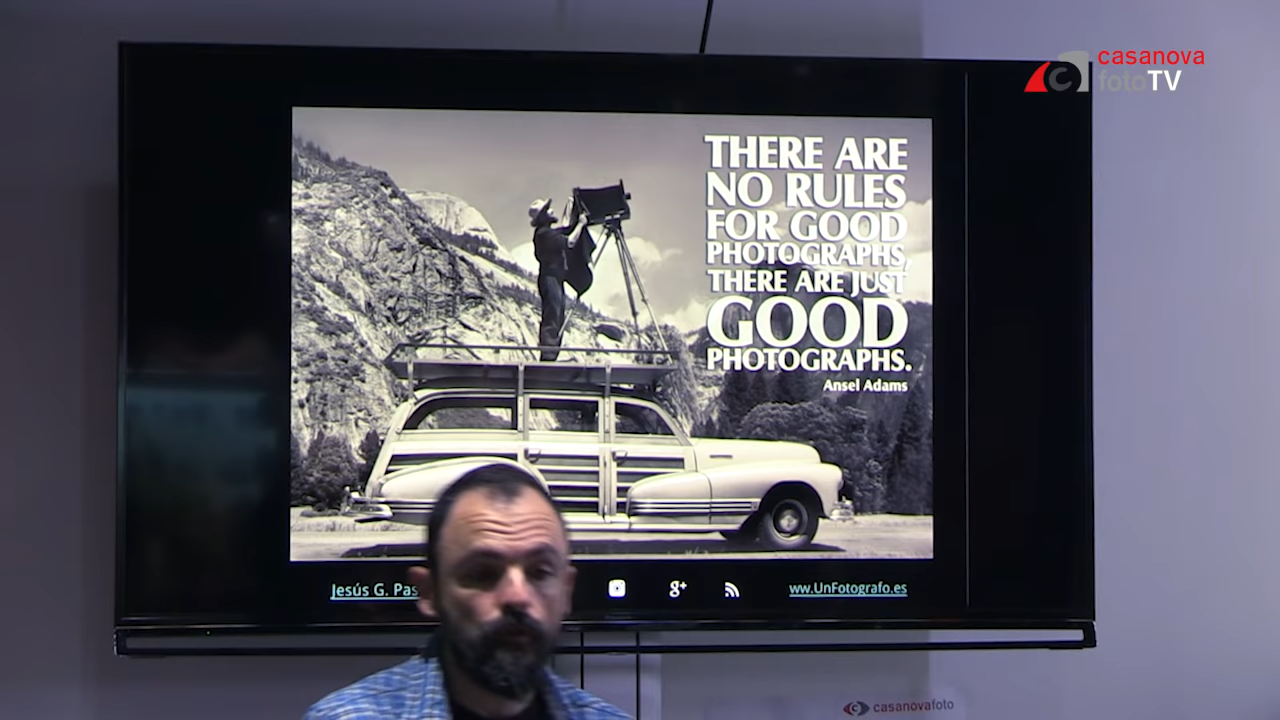 casanova
fotoTV
THERE ARE
NO RULES
FOR GOOD
PHOTOGRAPHS,
THERE ARE JUST
GOOD
PHOTOGRAPHS.
Ansel Adams
Jesús G.
g+
www.UnFotografo.es
casanovafoto